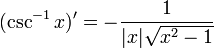 (csc⁻¹ x)′ = −1/(|x|√(x² − 1))